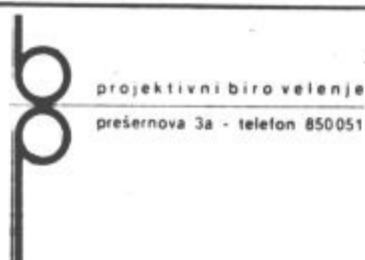 projektivni biro velenje
prešernova 3a - telefon 850051